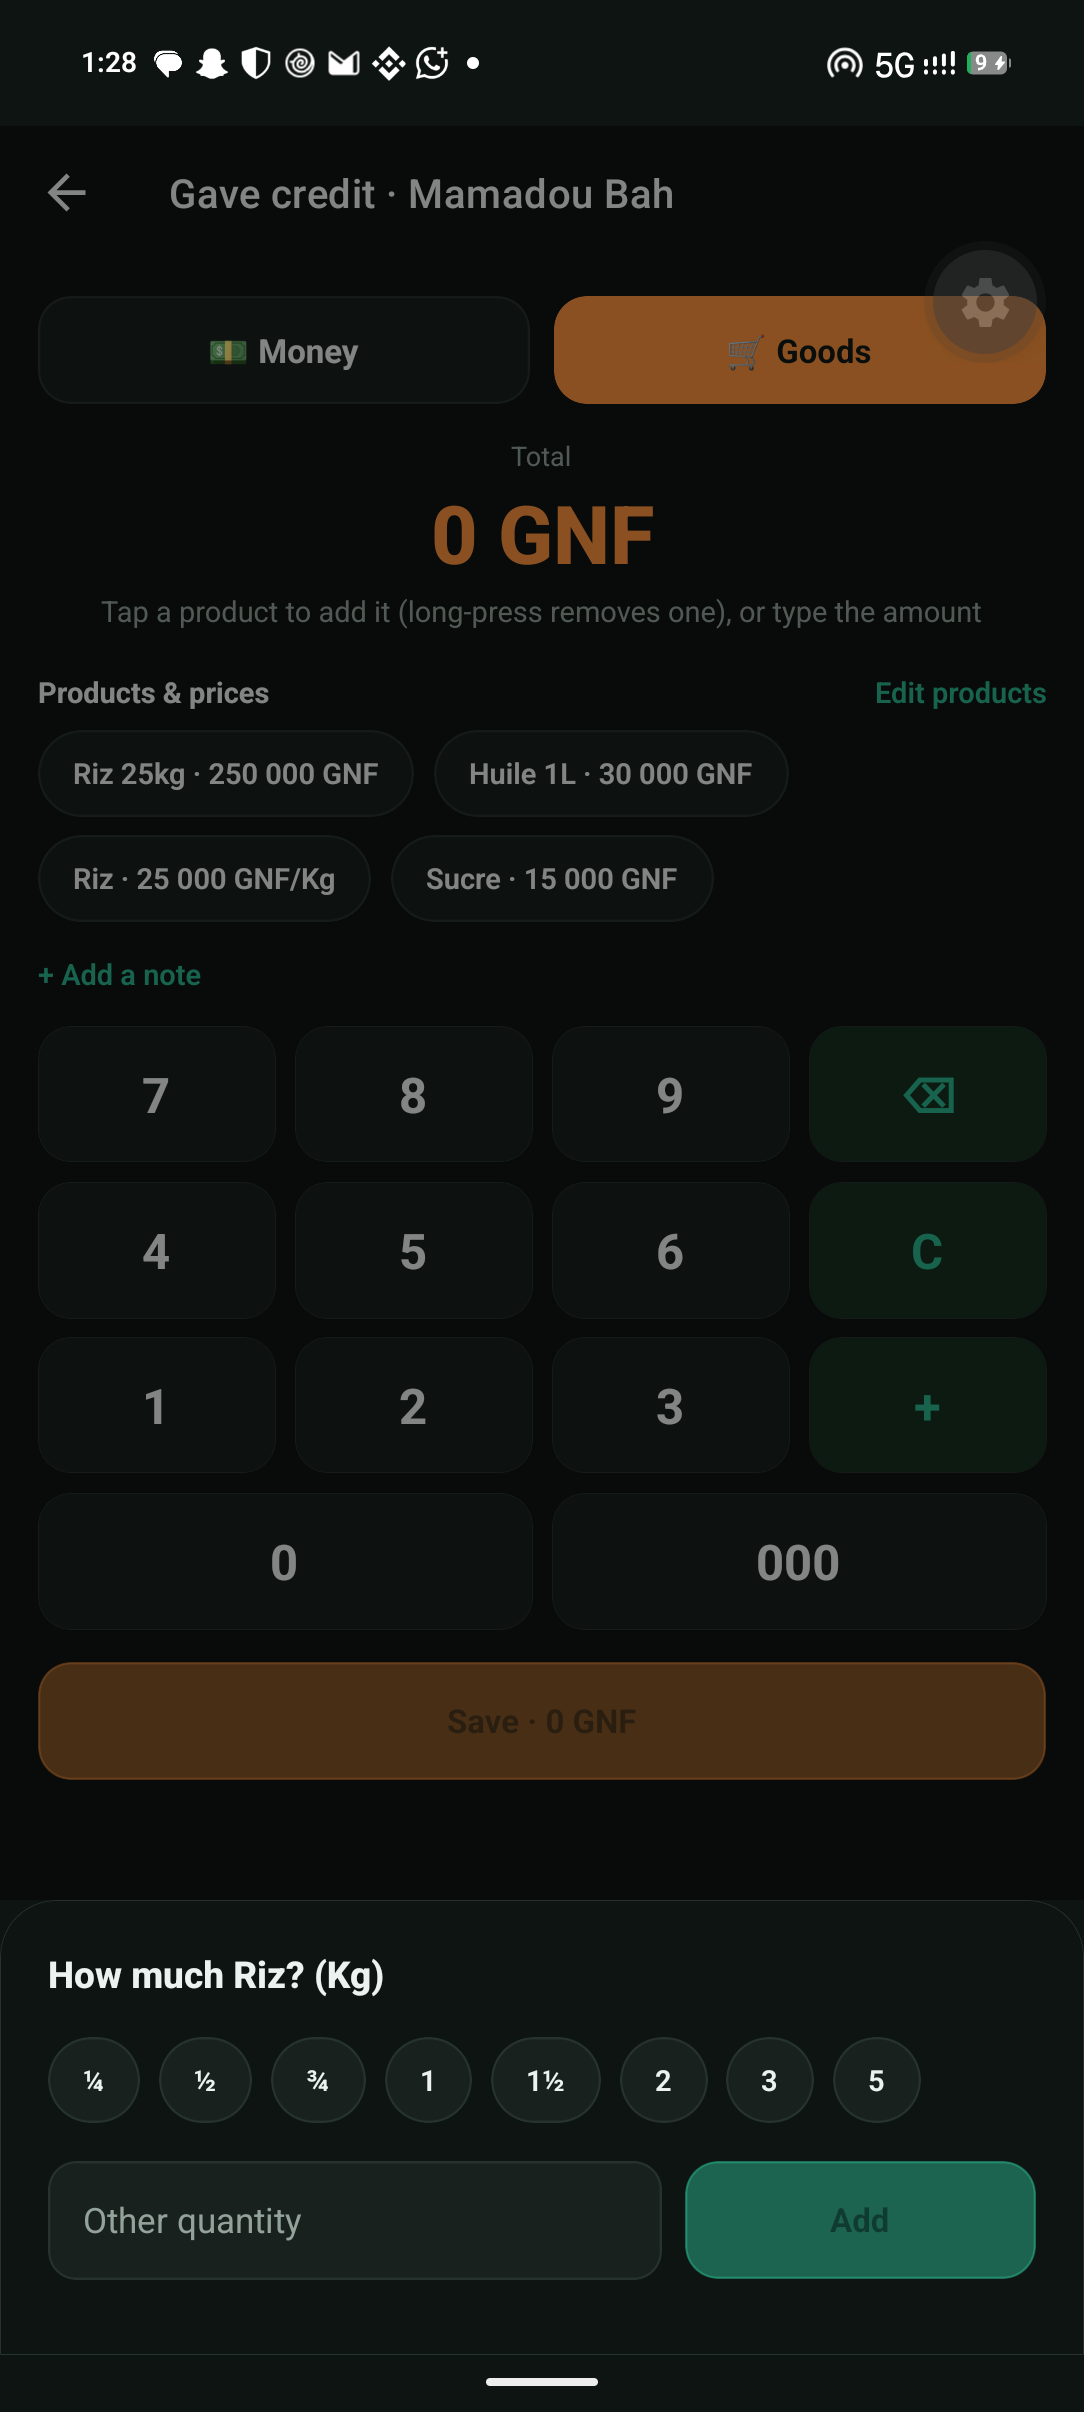 1:28 5G 9
Gave credit · Mamadou Bah
Money
Goods
Total
0 GNF
Tap a product to add it (long-press removes one), or type the amount
Products & prices
Edit products
Riz 25kg · 250 000 GNF
Huile 1L · 30 000 GNF
Riz · 25 000 GNF/Kg
Sucre · 15 000 GNF
+ Add a note
7 8 9 ⌫
4 5 6 C
1 2 3 +
0 000
Save · 0 GNF
How much Riz? (Kg)
¼ ½ ¾ 1 1½ 2 3 5
Other quantity
Add